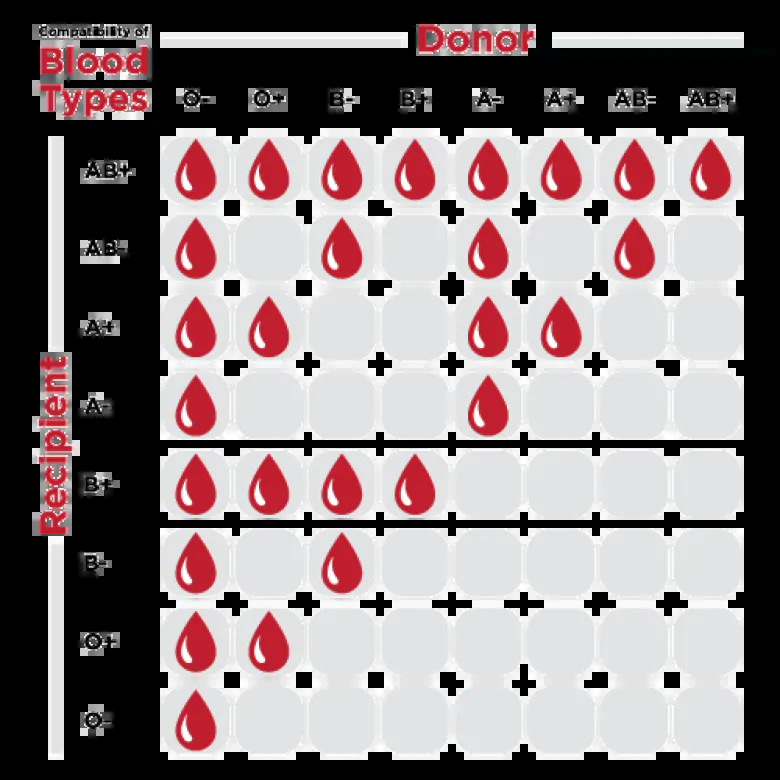 Compatibility of
Blood
Types
Donor
O- O+ B- B+ A- A+ AB- AB+
Recipient
AB+
AB-
A+
A-
B+
B-
O+
O-